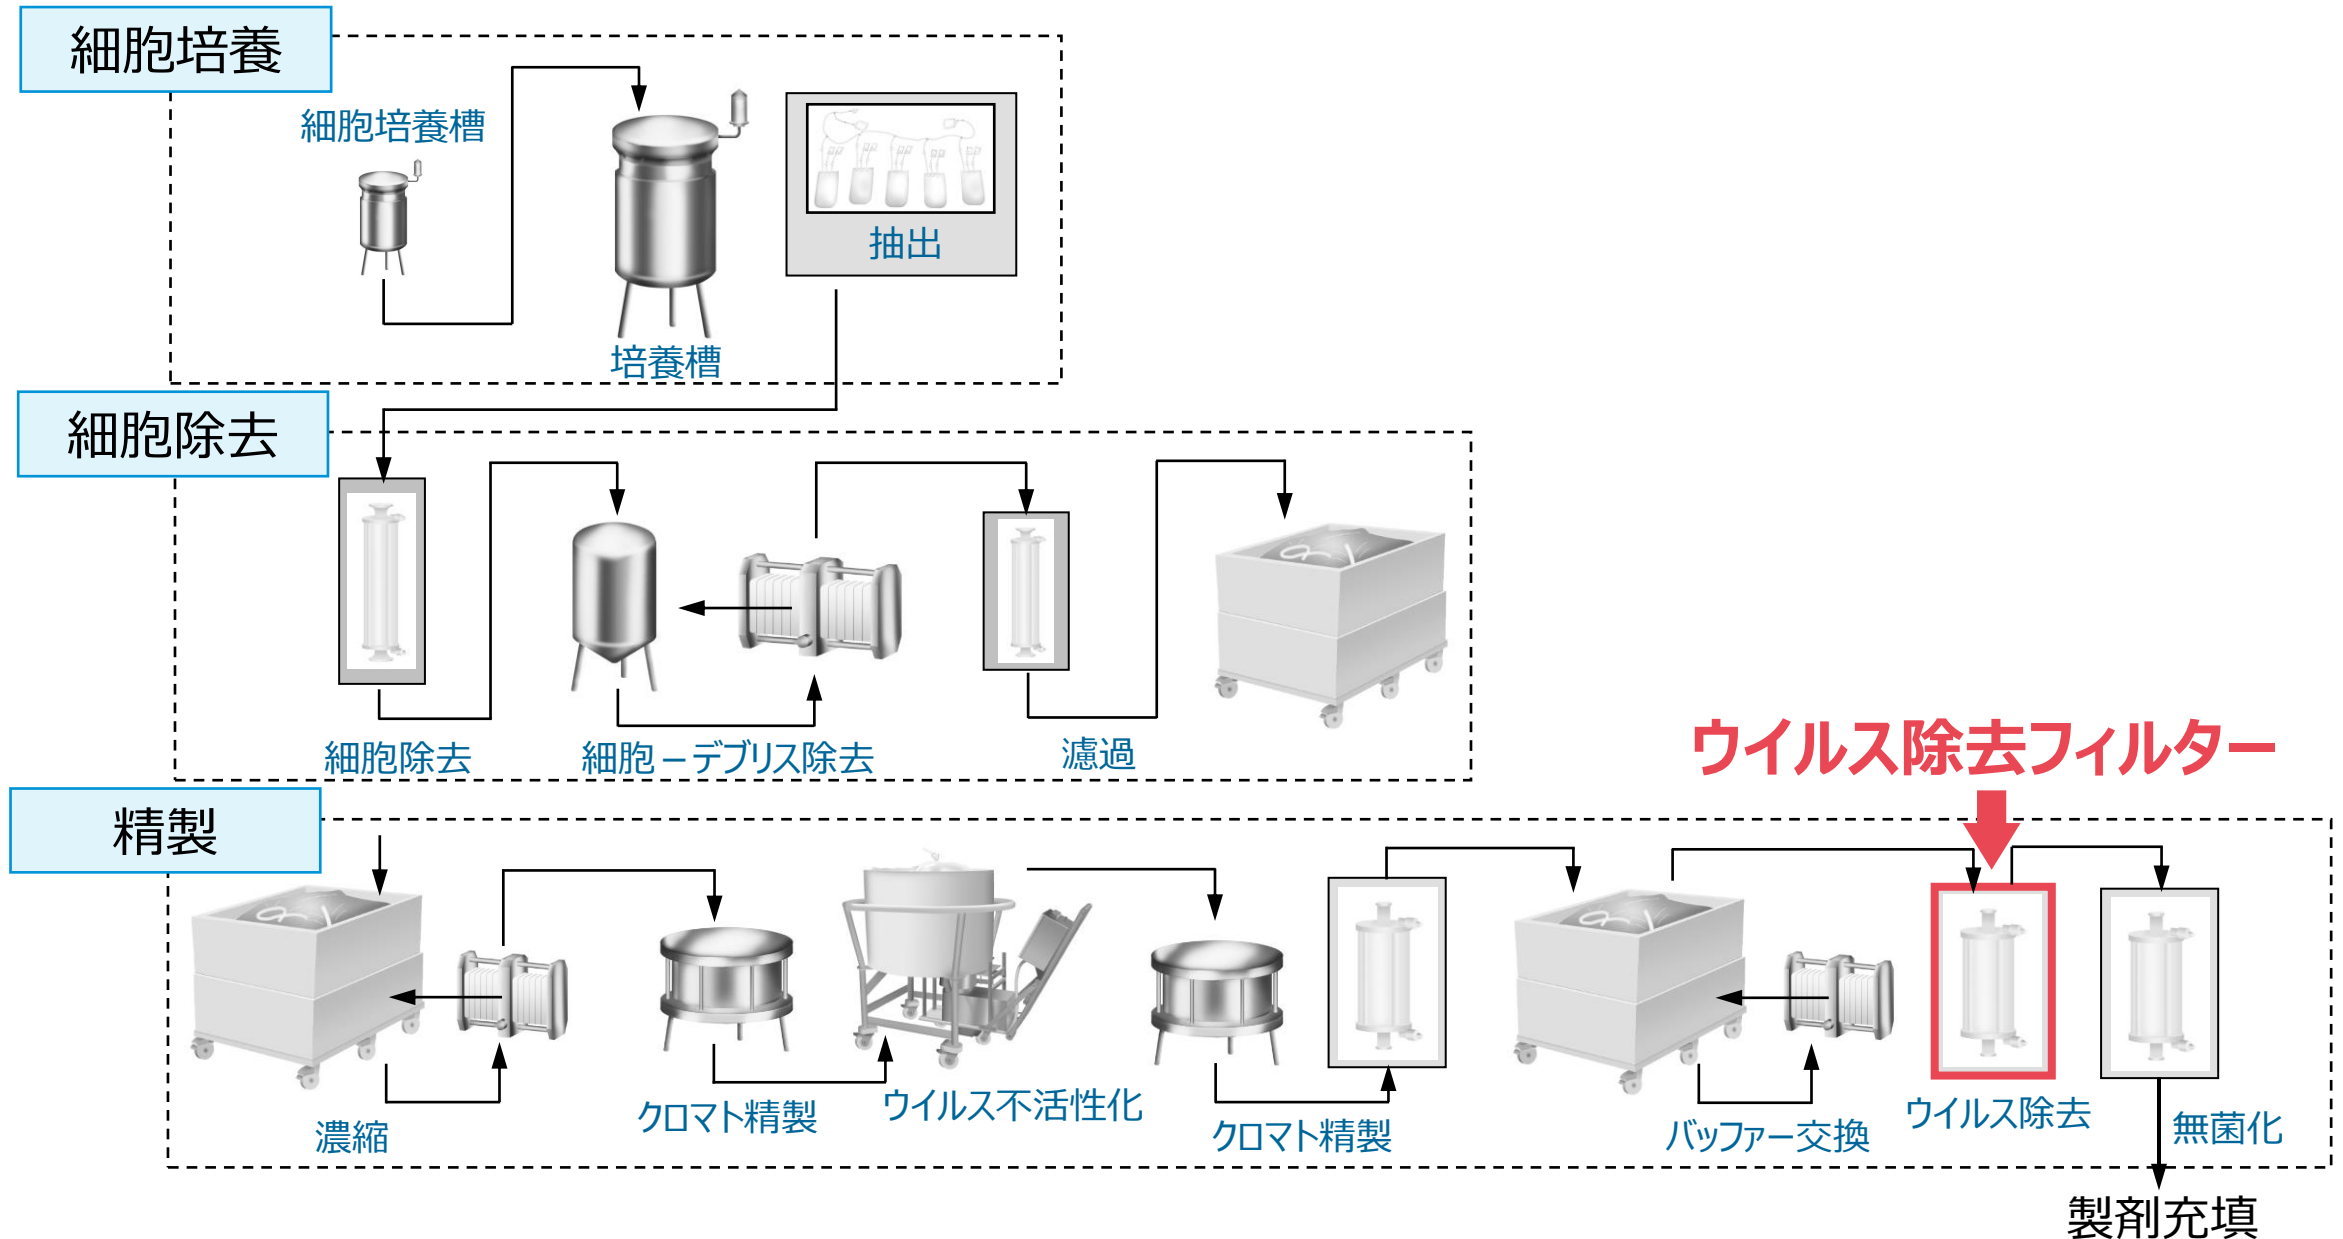 細胞培養
細胞培養槽
抽出
培養槽
細胞除去
細胞除去
細胞 – デブリス除去
濾過
ウイルス除去フィルター
精製
濃縮
クロマト精製
ウイルス不活性化
クロマト精製
バッファー交換
ウイルス除去
無菌化
製剤充填